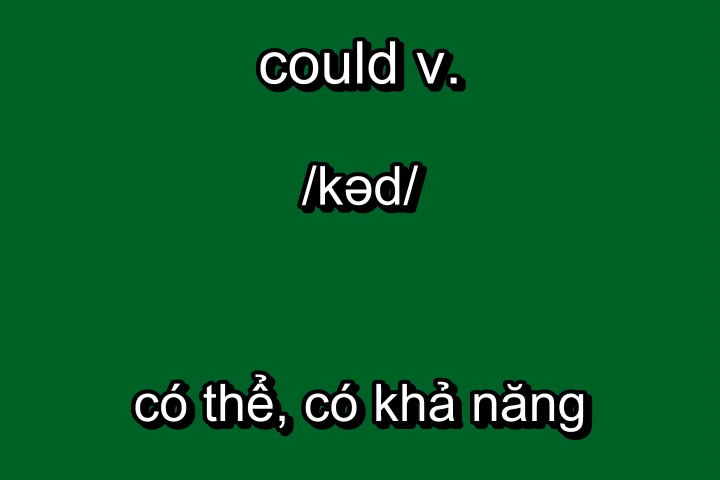 could v.
/kəd/
có thể, có khả năng